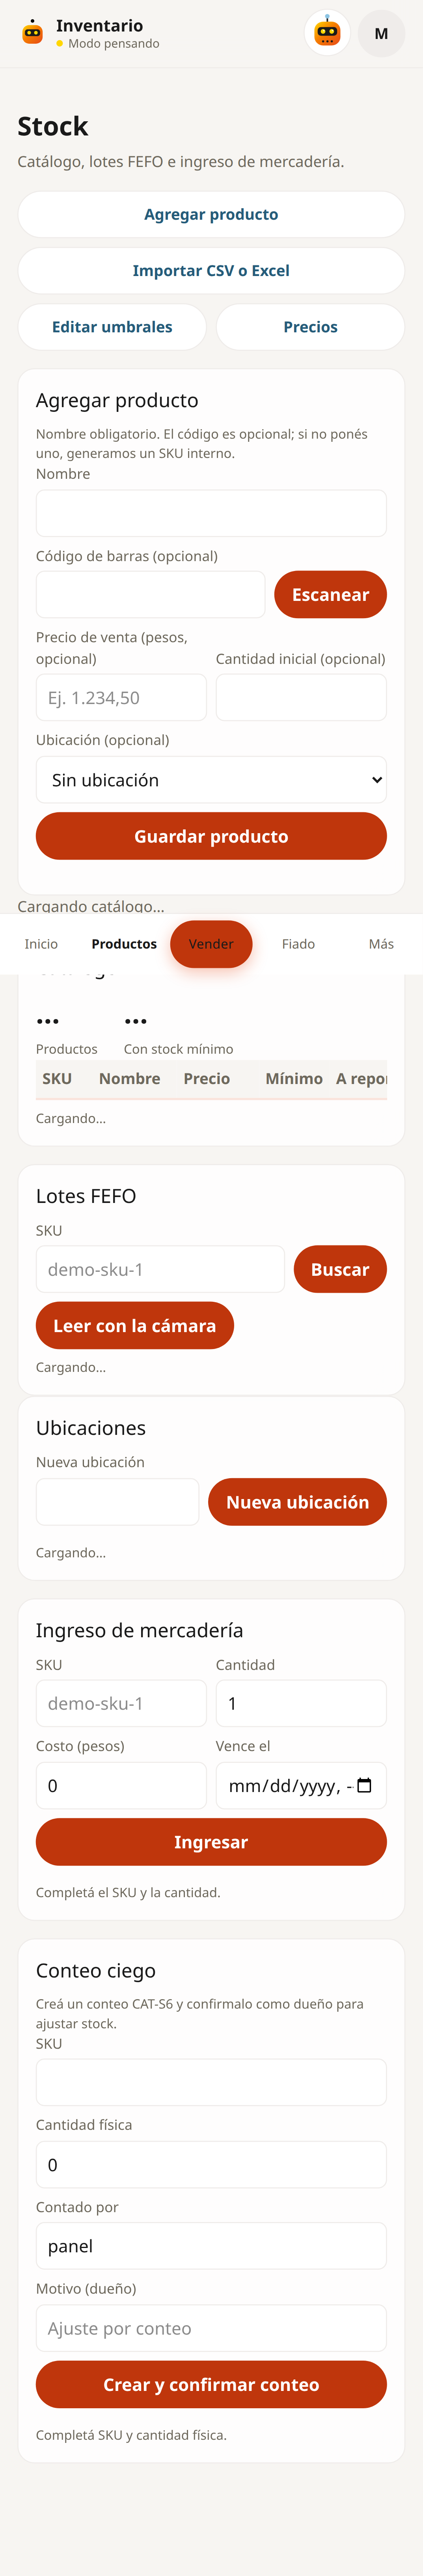 Inventario
Modo pensando
M
Stock
Catálogo, lotes FEFO e ingreso de mercadería.
Agregar producto
Importar CSV o Excel
Editar umbrales
Precios
Agregar producto
Nombre obligatorio. El código es opcional; si no ponés
uno, generamos un SKU interno.
Nombre
Código de barras (opcional)
Escanear
Precio de venta (pesos,
opcional)
Cantidad inicial (opcional)
Ej. 1.234,50
Ubicación (opcional)
Sin ubicación
Guardar producto
Cargando catálogo...
Inicio
Productos
Vender
Fiado
Más
...
...
Productos
Con stock mínimo
SKU Nombre Precio Mínimo A repor
Cargando...
Lotes FEFO
SKU
demo-sku-1
Buscar
Leer con la cámara
Cargando...
Ubicaciones
Nueva ubicación
Nueva ubicación
Cargando...
Ingreso de mercadería
SKU
Cantidad
demo-sku-1
1
Costo (pesos)
Vence el
0
mm/dd/yyyy, -
Ingresar
Completá el SKU y la cantidad.
Conteo ciego
Creá un conteo CAT-S6 y confirmalo como dueño para
ajustar stock.
SKU
Cantidad física
0
Contado por
panel
Motivo (dueño)
Ajuste por conteo
Crear y confirmar conteo
Completá SKU y cantidad física.